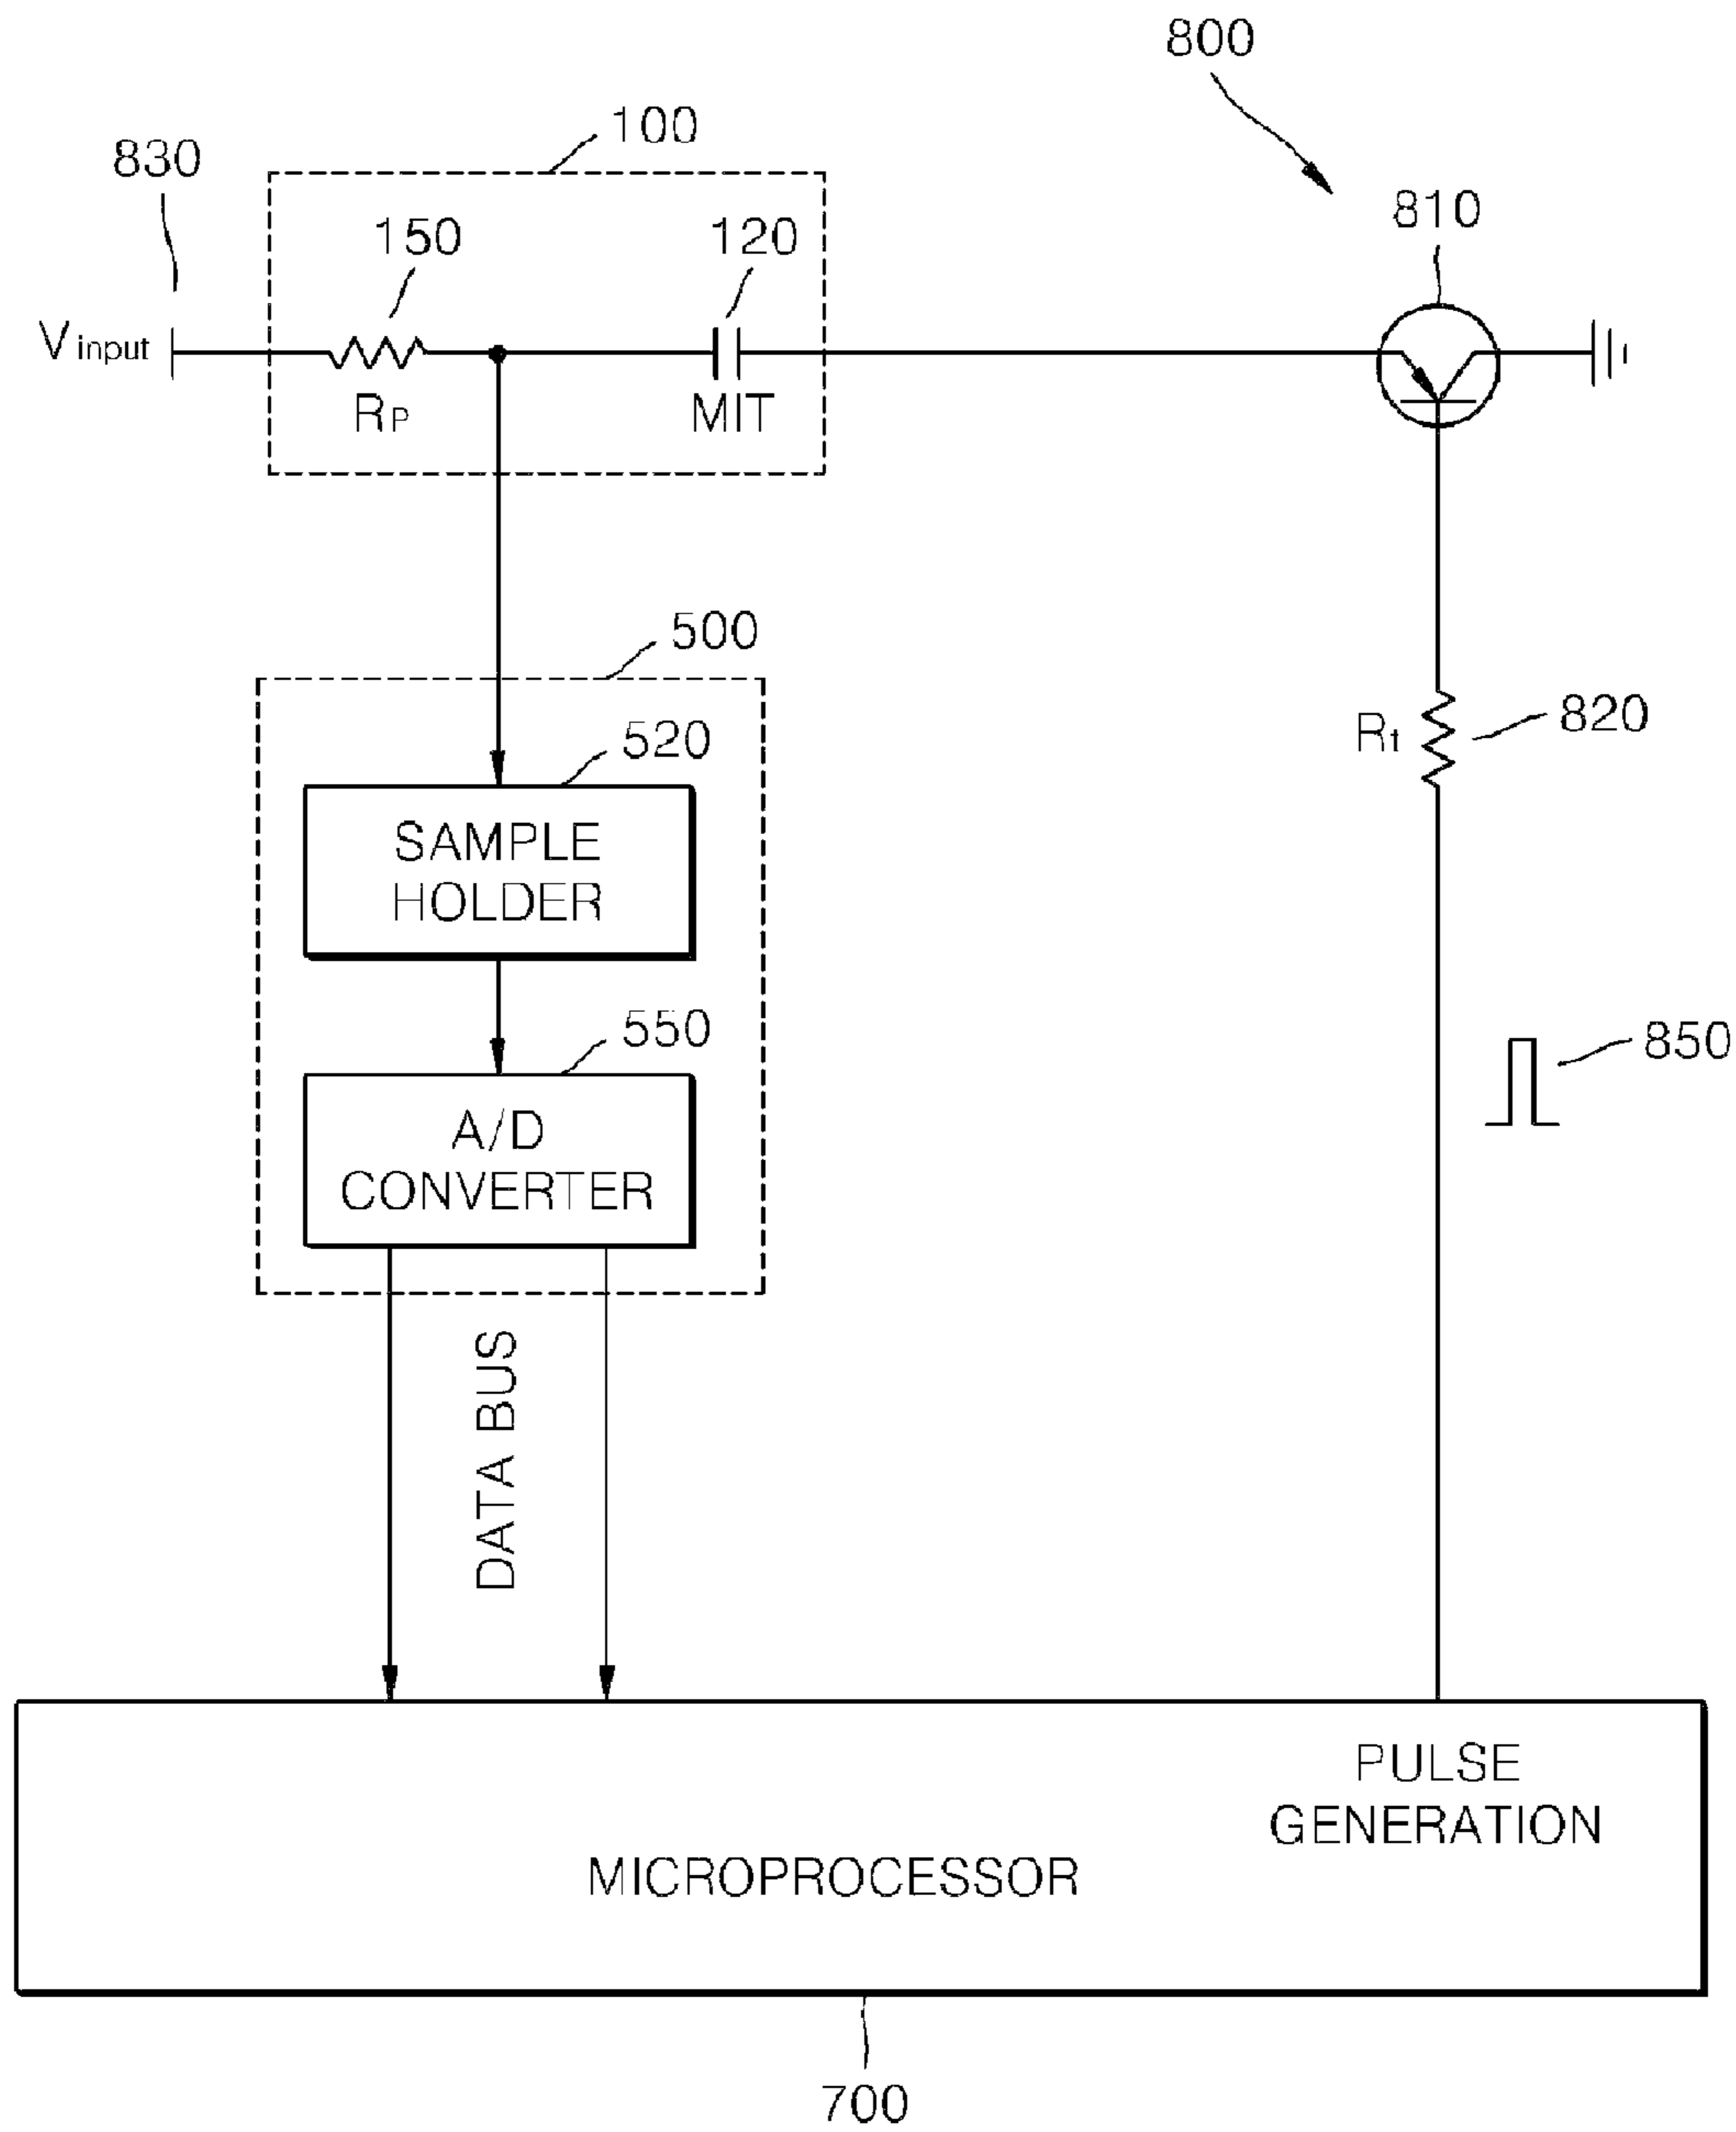 800
100
830
810
150
120
Vinput
RP
MIT
500
520
Rt
820
SAMPLE
HOLDER
550
850
A/D
CONVERTER
DATA BUS
PULSE
GENERATION
MICROPROCESSOR
700